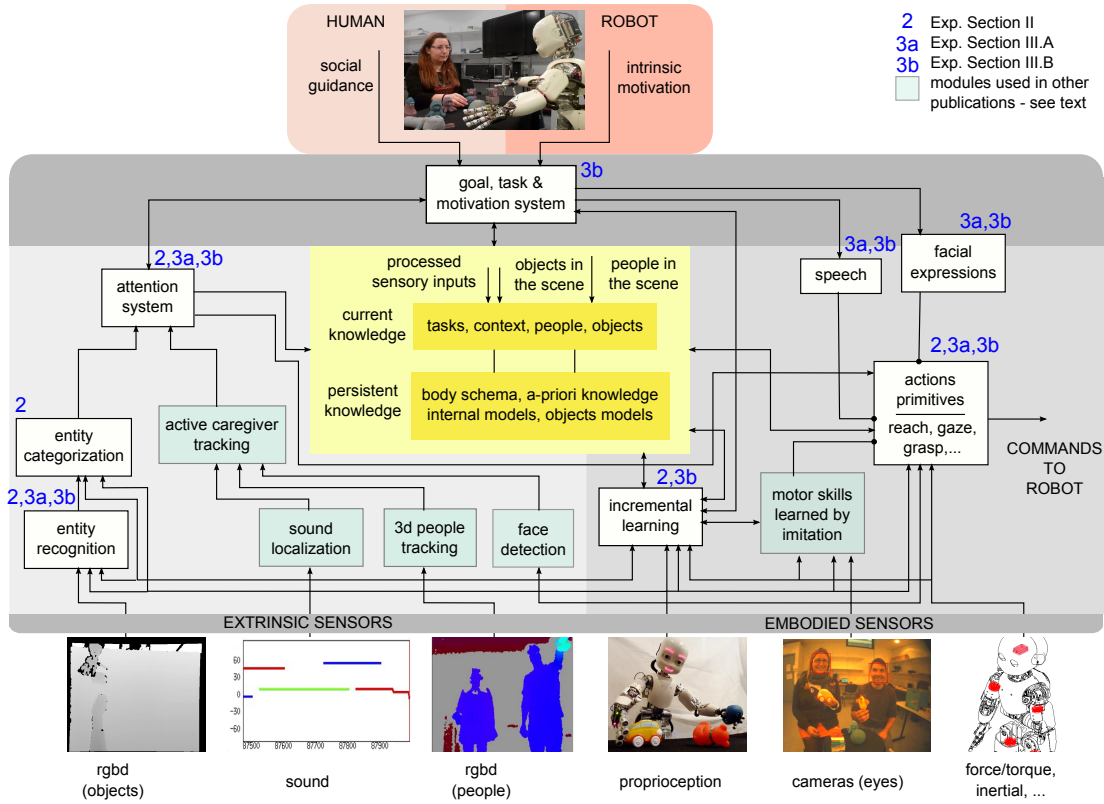 HUMAN
ROBOT
social
guidance
intrinsic
motivation
2 Exp. Section II
3a Exp. Section III.A
3b Exp. Section III.B
modules used in other
publications - see text
3b
goal, task &
motivation system
2,3a,3b
attention
system
processed
sensory inputs
objects in
the scene
people in
the scene
current
knowledge
tasks, context, people, objects
persistent
knowledge
body schema, a-priori knowledge
internal models, objects models
3a,3b
speech
3a,3b
facial
expressions
2,3a,3b
actions
primitives
reach, gaze,
grasp,...
COMMANDS
TO
ROBOT
2
entity
categorization
active caregiver
tracking
2,3a,3b
entity
recognition
sound
localization
3d people
tracking
face
detection
2,3b
incremental
learning
motor skills
learned by
imitation
EXTRINSIC SENSORS
EMBODIED SENSORS
60
30
0
-30
-60
87500 87600 87700 87800 87900
rgbd
(objects)
sound
rgbd
(people)
proprioception
cameras (eyes)
force/torque,
inertial, ...